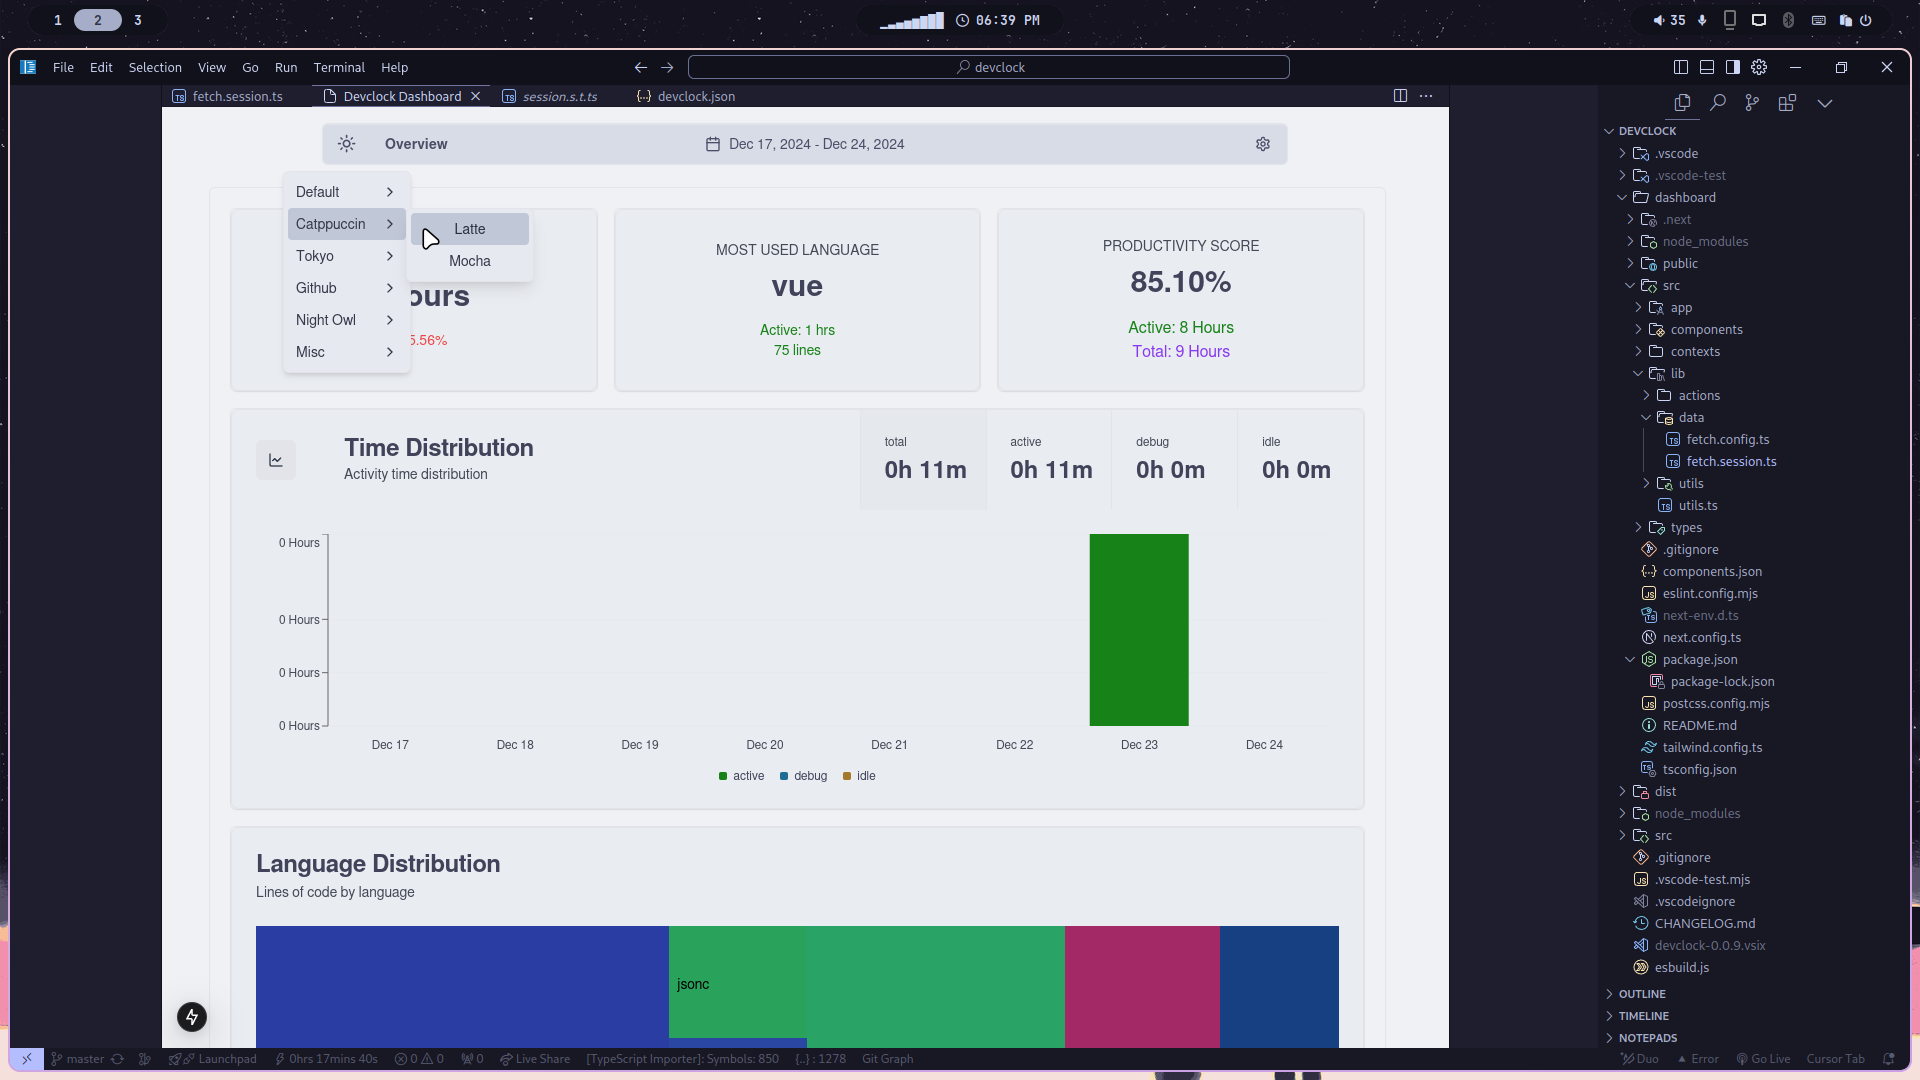 1 2 3
06:39 PM
35
File Edit Selection View Go Run Terminal Help
devclock
fetch.session.ts
Devclock Dashboard
session.s.t.ts
devclock.json
Overview
Dec 17, 2024 - Dec 24, 2024
Default
Catppuccin
Tokyo
Github
Night Owl
Misc
Latte
Mocha
ours
5.56%
MOST USED LANGUAGE
vue
Active: 1 hrs
75 lines
PRODUCTIVITY SCORE
85.10%
Active: 8 Hours
Total: 9 Hours
Time Distribution
Activity time distribution
total
0h 11m
active
0h 11m
debug
0h 0m
idle
0h 0m
0 Hours
0 Hours
0 Hours
0 Hours
Dec 17 Dec 18 Dec 19 Dec 20 Dec 21 Dec 22 Dec 23 Dec 24
active debug idle
Language Distribution
Lines of code by language
jsonc
DEVCLOCK
.vscode
.vscode-test
dashboard
.next
node_modules
public
src
app
components
contexts
lib
actions
data
fetch.config.ts
fetch.session.ts
utils
utils.ts
types
.gitignore
components.json
eslint.config.mjs
next-env.d.ts
next.config.ts
package.json
package-lock.json
postcss.config.mjs
README.md
tailwind.config.ts
tsconfig.json
dist
node_modules
src
.gitignore
.vscode-test.mjs
.vscodeignore
CHANGELOG.md
devclock-0.0.9.vsix
esbuild.js
OUTLINE
TIMELINE
NOTEPADS
master
Launchpad
0hrs 17mins 40s
0 0
0
Live Share
[TypeScript Importer]: Symbols: 850
{..} : 1278
Git Graph
Duo
Error
Go Live
Cursor Tab